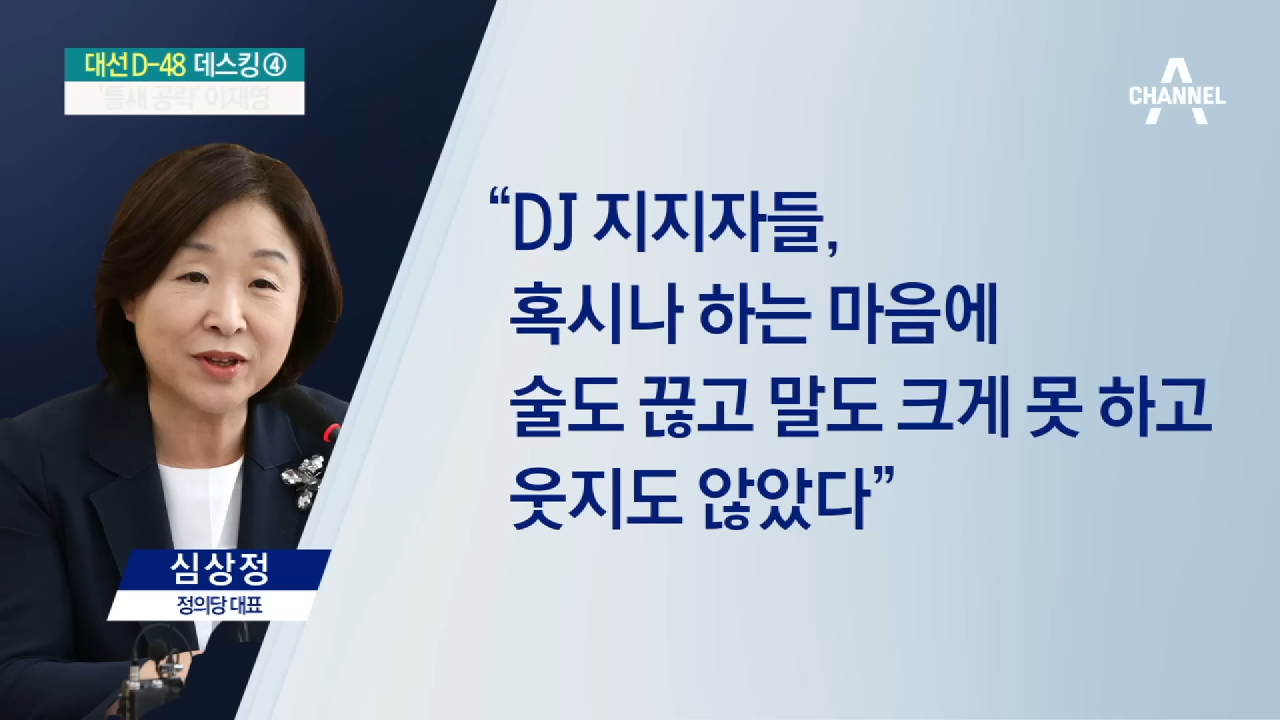 대선 D-48 데스킹④
'틈새 공략' 이재명
CHANNEL A
“DJ 지지자들,
혹시나 하는 마음에
술도 끊고 말도 크게 못 하고
웃지도 않았다”
심상정
정의당 대표